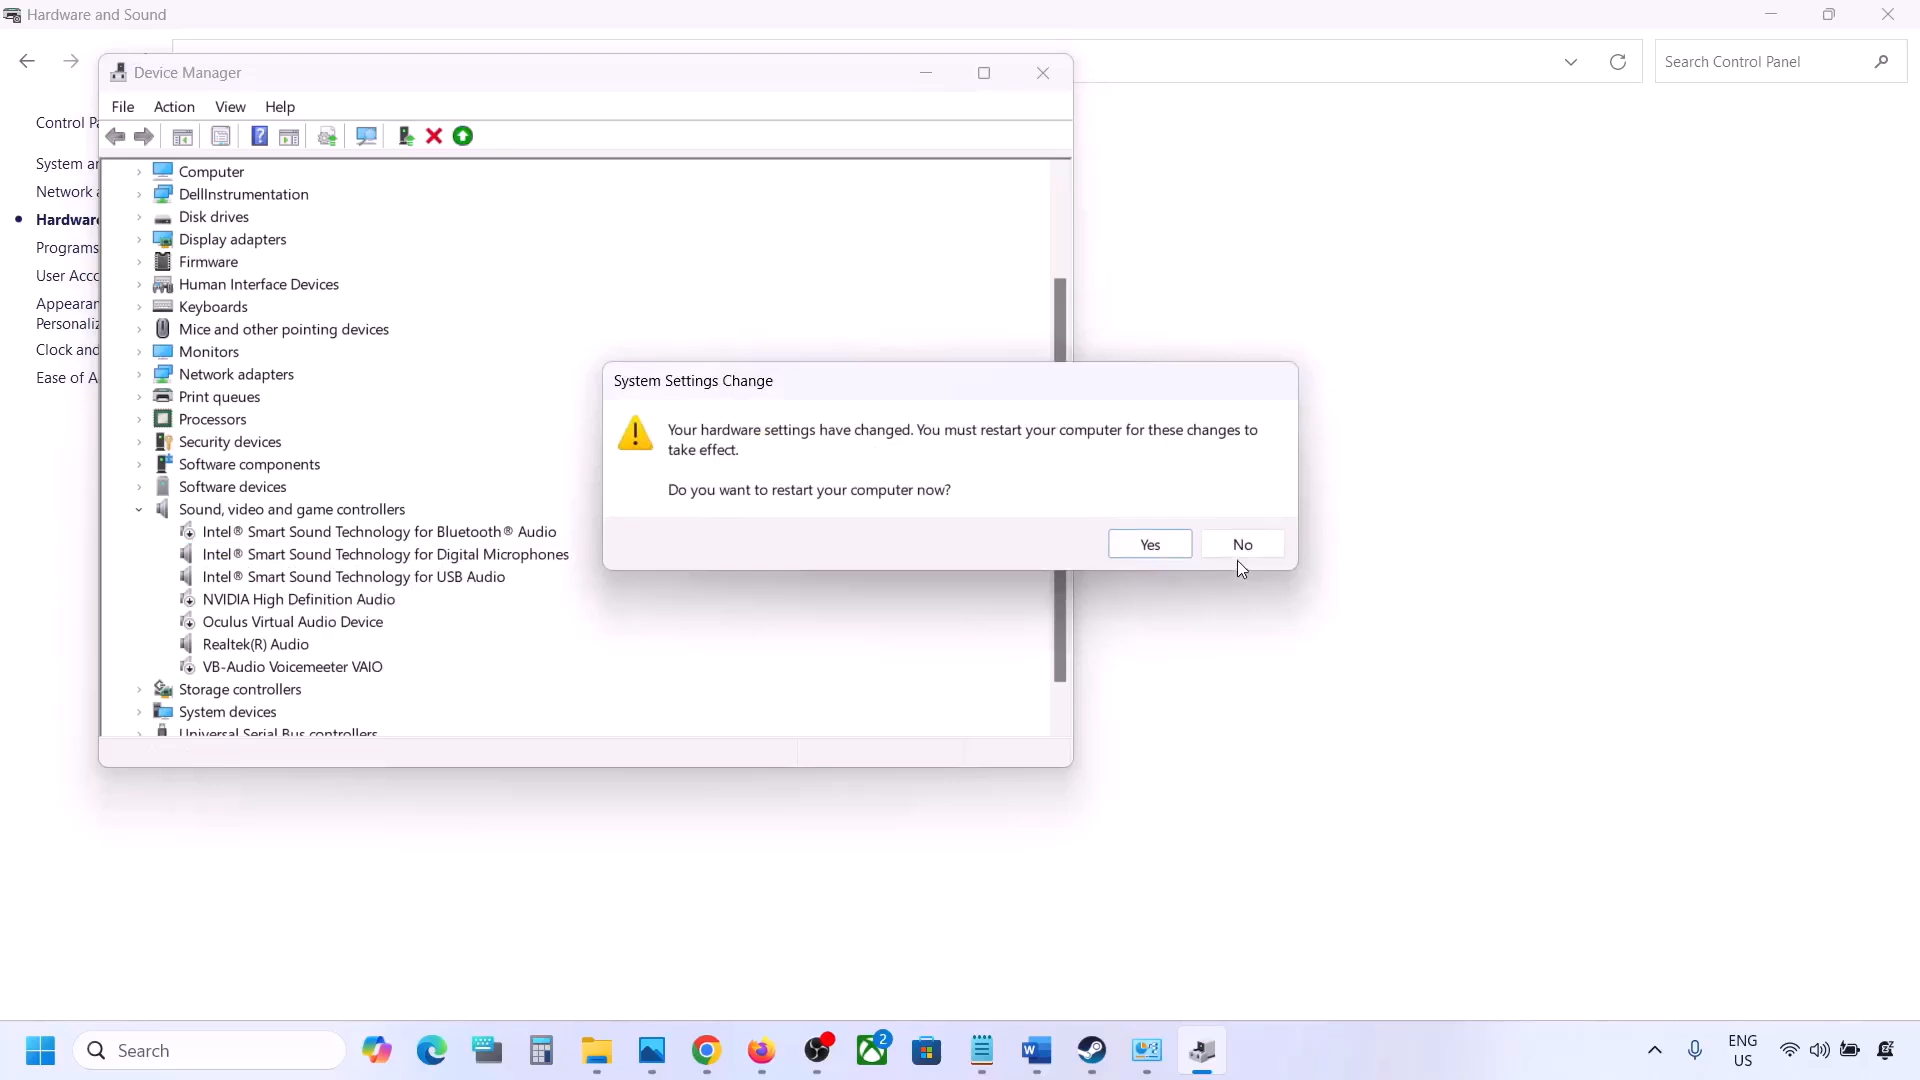 Hardware and Sound
Search Control Panel
Device Manager
File Action View Help
Control Pa
System an
Network a
Hardware
Programs
User Acco
Appearan
Personaliz
Clock and
Ease of A
Computer
DellInstrumentation
Disk drives
Display adapters
Firmware
Human Interface Devices
Keyboards
Mice and other pointing devices
Monitors
Network adapters
Print queues
Processors
Security devices
Software components
Software devices
Sound, video and game controllers
Intel® Smart Sound Technology for Bluetooth® Audio
Intel® Smart Sound Technology for Digital Microphones
Intel® Smart Sound Technology for USB Audio
NVIDIA High Definition Audio
Oculus Virtual Audio Device
Realtek(R) Audio
VB-Audio Voicemeeter VAIO
Storage controllers
System devices
Universal Serial Bus controllers
System Settings Change
Your hardware settings have changed. You must restart your computer for these changes to
take effect.
Do you want to restart your computer now?
Yes No
Search
2
ENG
US